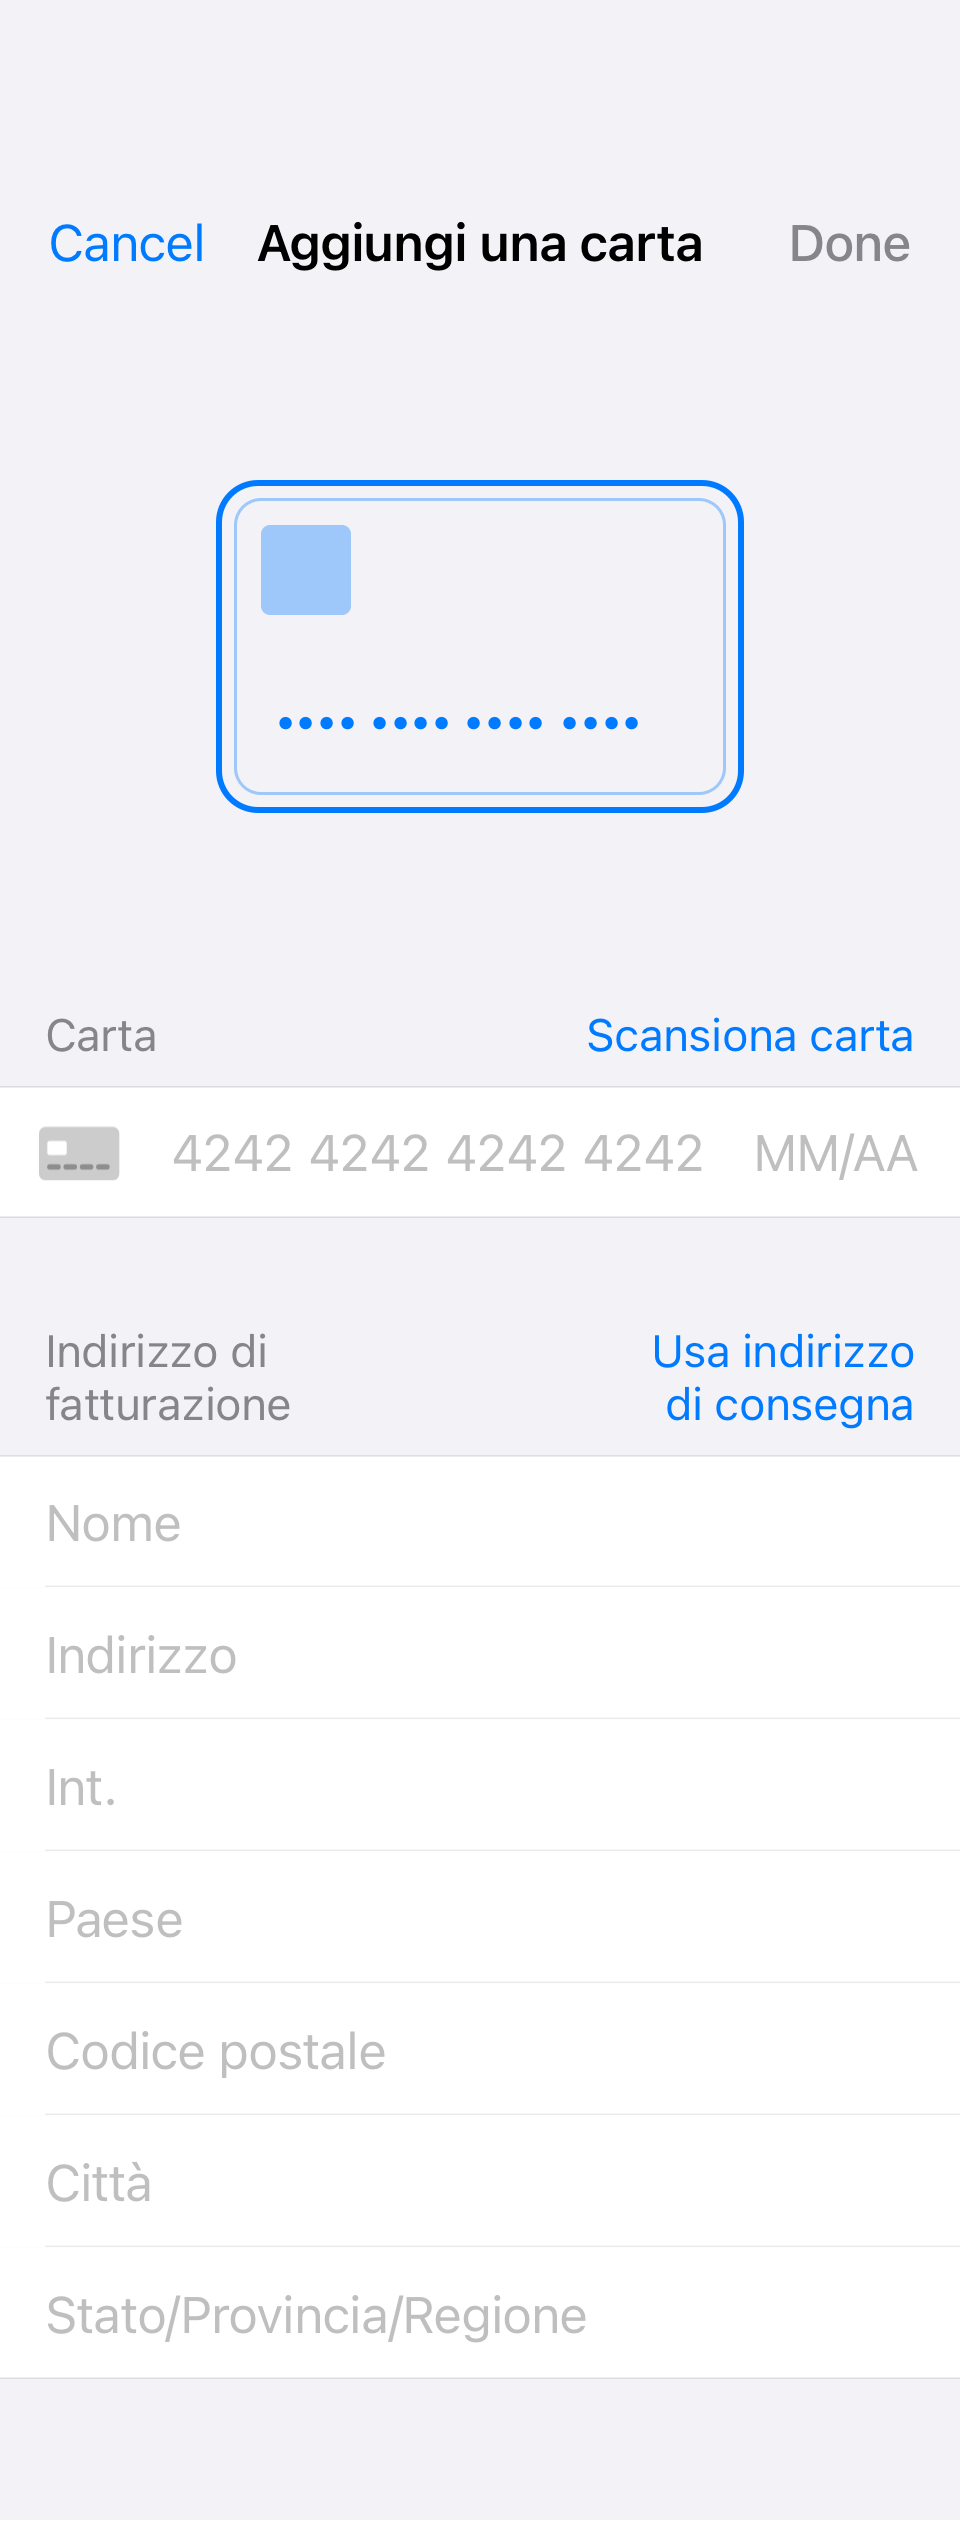 Cancel Aggiungi una carta Done
Carta Scansiona carta
4242 4242 4242 4242 MM/AA
Indirizzo di fatturazione
Usa indirizzo di consegna
Nome
Indirizzo
Int.
Paese
Codice postale
Città
Stato/Provincia/Regione